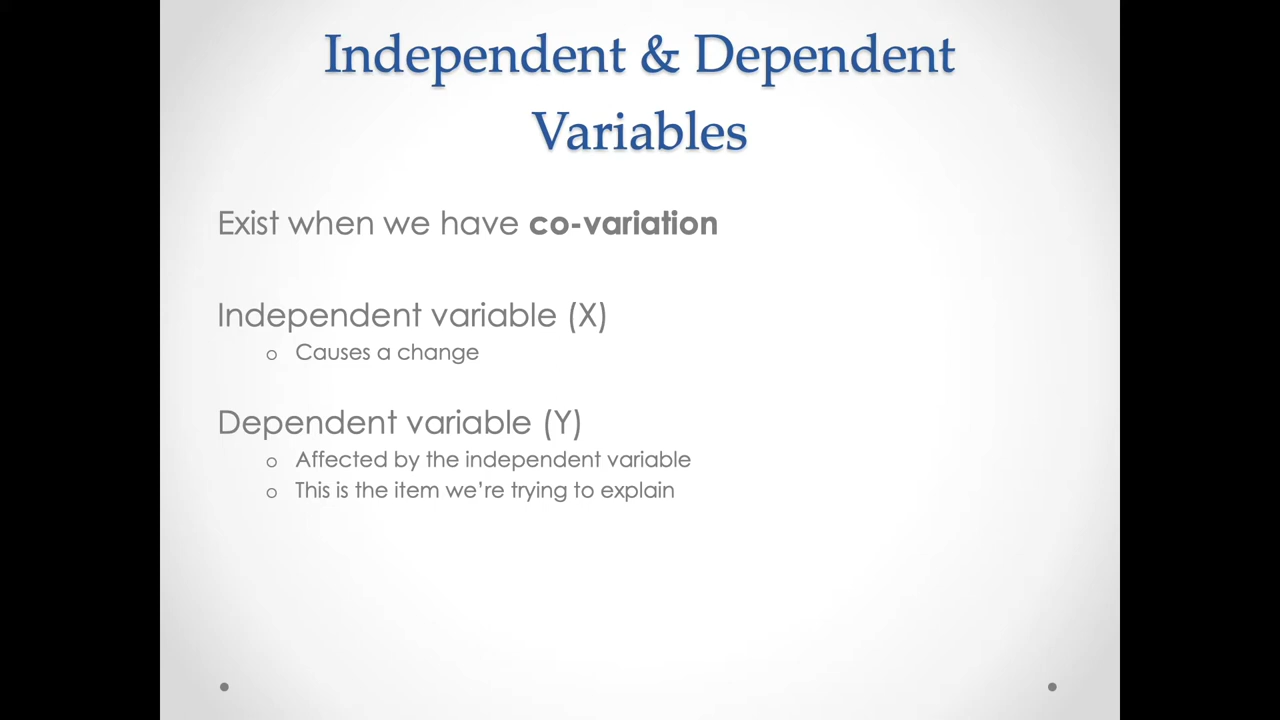 Independent & Dependent
Variables
Exist when we have co-variation
Independent variable (X)
o Causes a change
Dependent variable (Y)
o Affected by the independent variable
o This is the item we’re trying to explain